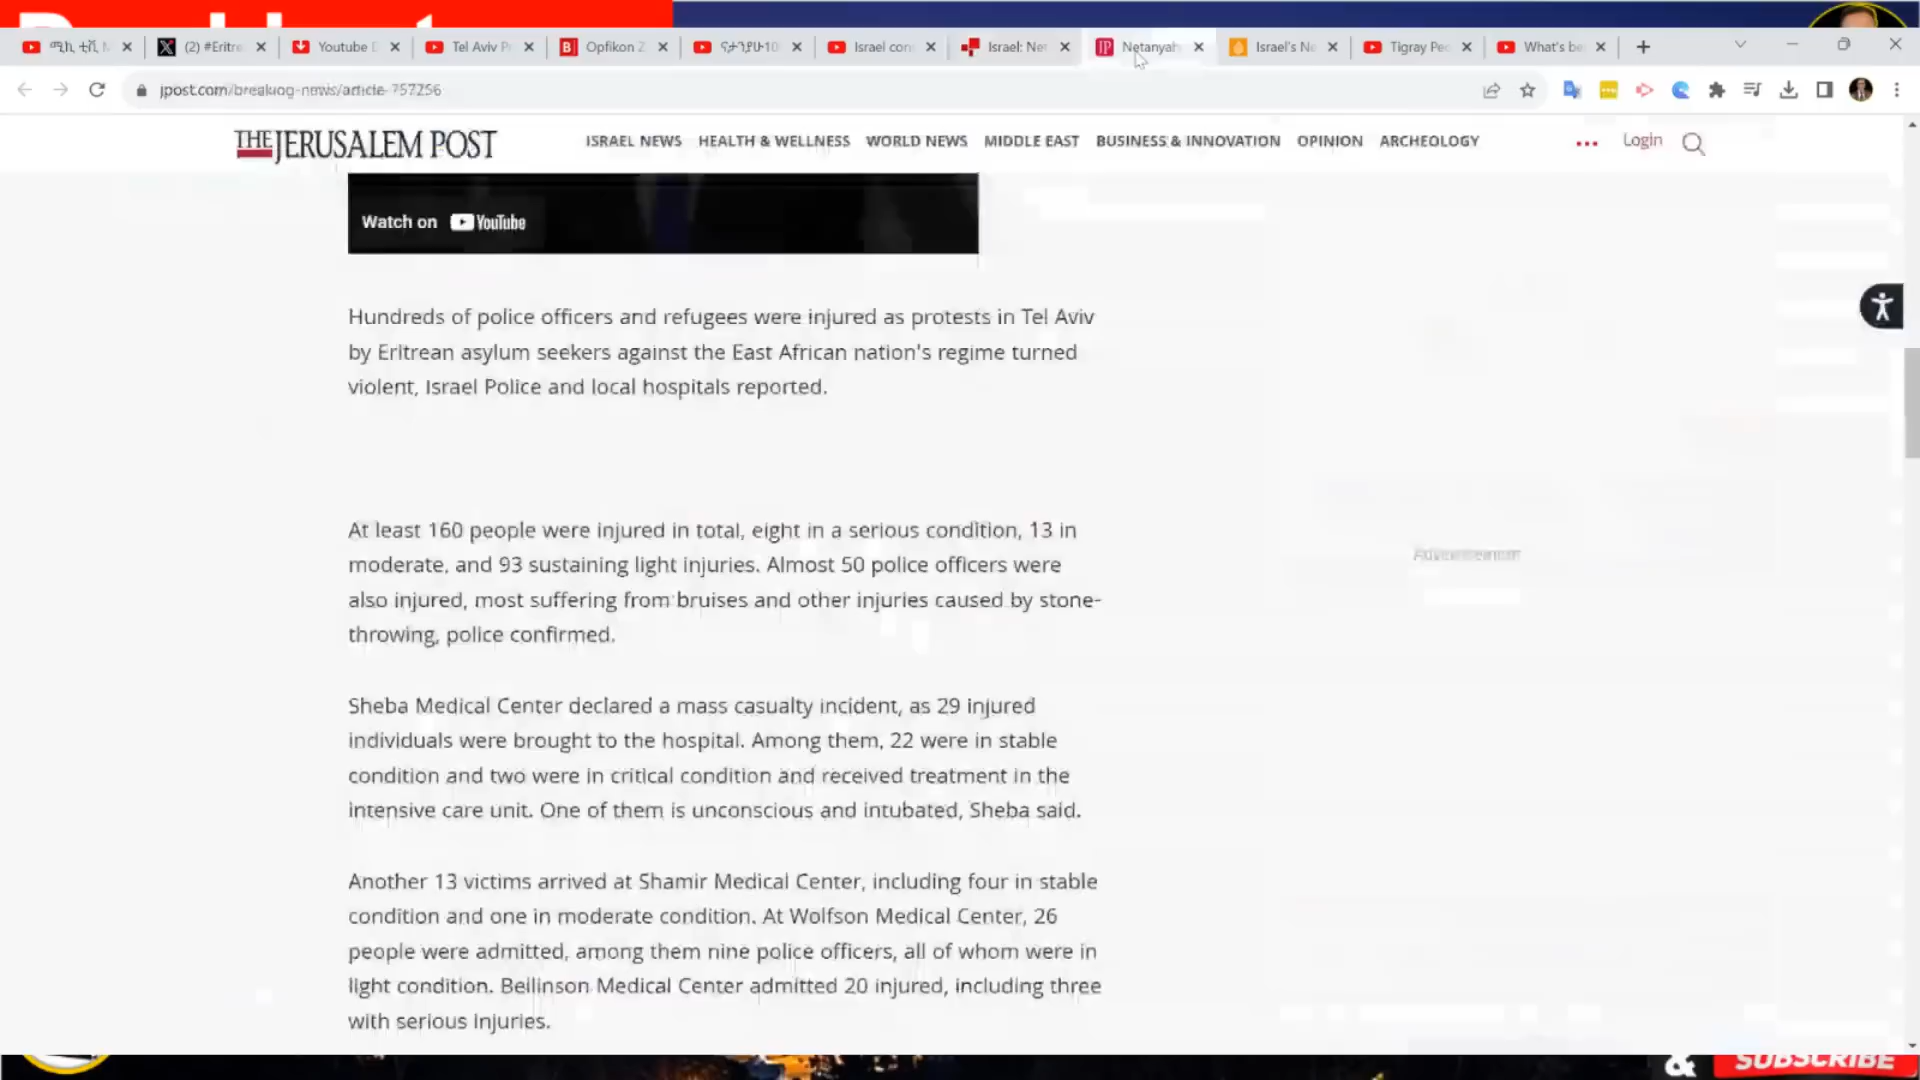 (2) #Eritre
Youtube D
Tel Aviv P
Opfikon Z
Israel con
Israel: Net
Netanyah
Israel's Ne
Tigray Pec
What's be
jpost.com/breaking-news/article-757256
THE JERUSALEM POST
ISRAEL NEWS
HEALTH & WELLNESS
WORLD NEWS
MIDDLE EAST
BUSINESS & INNOVATION
OPINION
ARCHEOLOGY
Login
Watch on YouTube
Hundreds of police officers and refugees were injured as protests in Tel Aviv
by Eritrean asylum seekers against the East African nation's regime turned
violent, Israel Police and local hospitals reported.
At least 160 people were injured in total, eight in a serious condition, 13 in
moderate, and 93 sustaining light injuries. Almost 50 police officers were
also injured, most suffering from bruises and other injuries caused by stone-
throwing, police confirmed.
Advertisement
Sheba Medical Center declared a mass casualty incident, as 29 injured
individuals were brought to the hospital. Among them, 22 were in stable
condition and two were in critical condition and received treatment in the
intensive care unit. One of them is unconscious and intubated, Sheba said.
Another 13 victims arrived at Shamir Medical Center, including four in stable
condition and one in moderate condition. At Wolfson Medical Center, 26
people were admitted, among them nine police officers, all of whom were in
light condition. Beilinson Medical Center admitted 20 injured, including three
with serious injuries.
& SUBSCRIBE